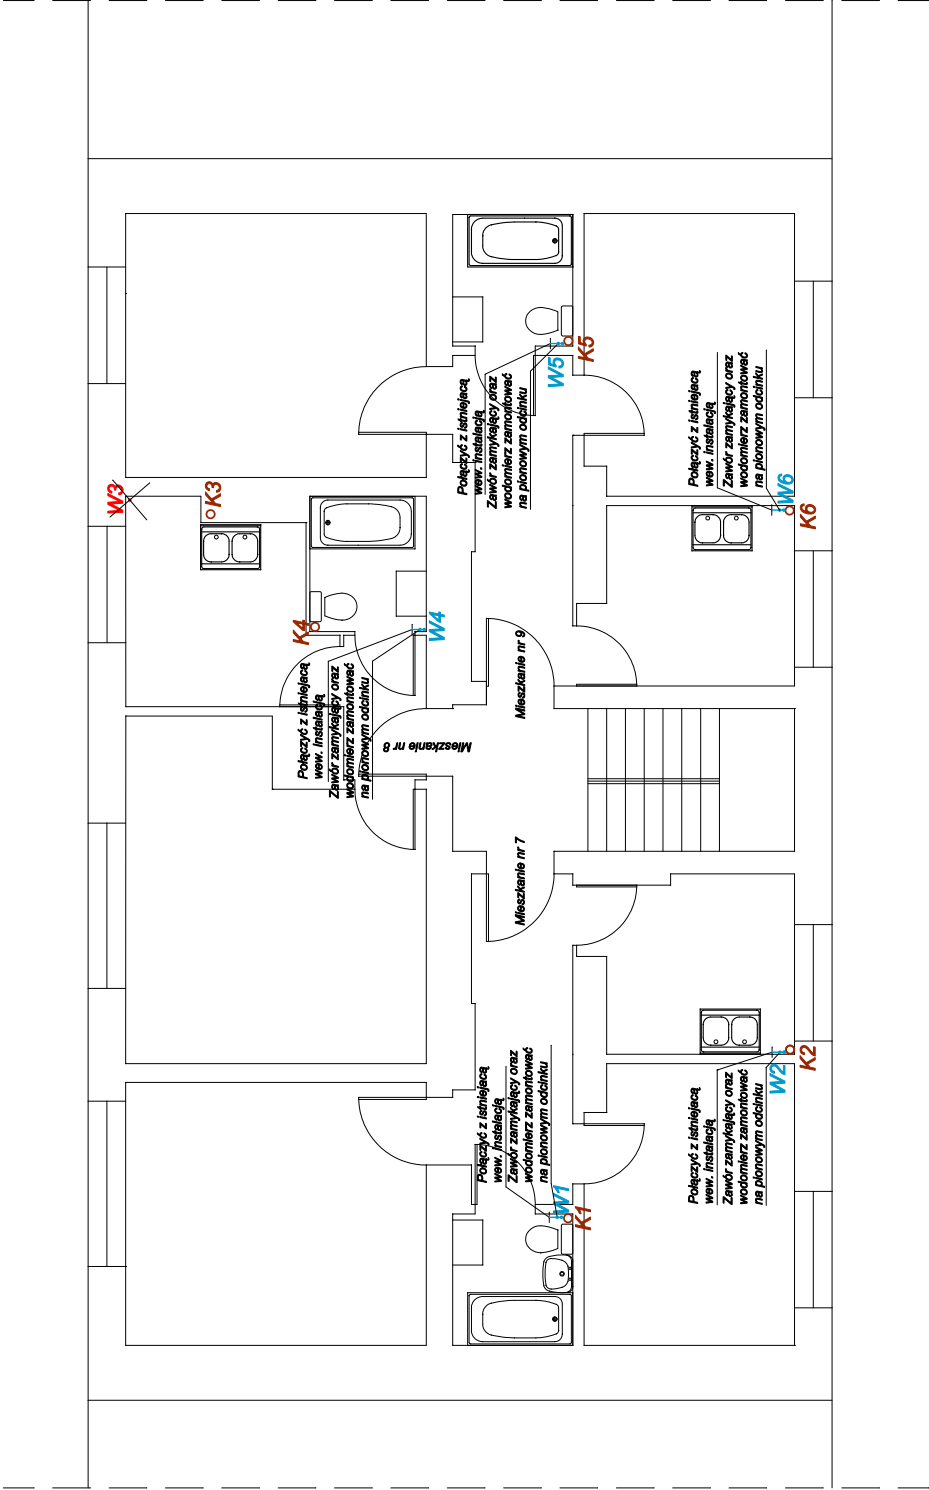 W3
K3
K4
W4
Połączyć z istniejącą
wew. instalacją
Zawór zamykający oraz
wodomierz zamontować
na pionowym odcinku
Mieszkanie nr 8
W5
K5
Połączyć z istniejącą
wew. instalacją
Zawór zamykający oraz
wodomierz zamontować
na pionowym odcinku
W6
K6
Połączyć z istniejącą
wew. instalacją
Zawór zamykający oraz
wodomierz zamontować
na pionowym odcinku
Mieszkanie nr 9
Mieszkanie nr 7
W1
K1
Połączyć z istniejącą
wew. instalacją
Zawór zamykający oraz
wodomierz zamontować
na pionowym odcinku
W2
K2
Połączyć z istniejącą
wew. instalacją
Zawór zamykający oraz
wodomierz zamontować
na pionowym odcinku